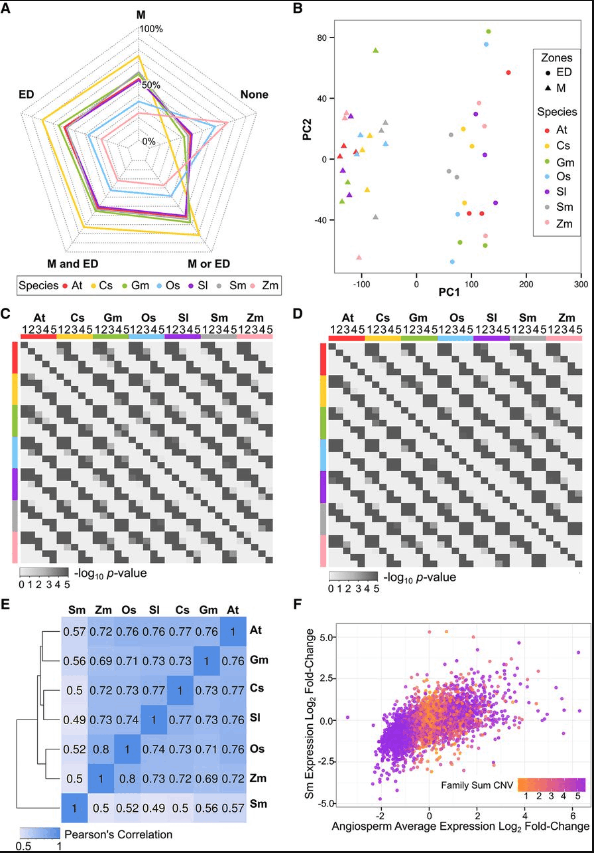 A
M
100%
50%
0%
ED
None
M and ED
M or ED
Species At Cs Gm Os Sl Sm Zm
B
PC2
80
40
0
-40
-100 0 100 200 300
PC1
Zones
ED
M
Species
At
Cs
Gm
Os
Sl
Sm
Zm
C
At Cs Gm Os Sl Sm Zm
12345 12345 12345 12345 12345 12345 12345
0 1 2 3 4 5 -log10 p-value
D
At Cs Gm Os Sl Sm Zm
12345 12345 12345 12345 12345 12345 12345
0 1 2 3 4 5 -log10 p-value
E
Sm Zm Os Sl Cs Gm At
0.57 0.72 0.76 0.76 0.77 0.76 1 At
0.56 0.69 0.71 0.73 0.73 1 0.76 Gm
0.5 0.72 0.73 0.77 1 0.73 0.77 Cs
0.49 0.73 0.74 1 0.77 0.73 0.76 Sl
0.52 0.8 1 0.74 0.73 0.71 0.76 Os
0.5 1 0.8 0.73 0.72 0.69 0.72 Zm
1 0.5 0.52 0.49 0.5 0.56 0.57 Sm
Pearson's Correlation
0.5 1
F
Sm Expression Log2 Fold-Change
5.0
2.5
0.0
-2.5
-5.0
Family Sum CNV
1 2 3 4 5
-2 0 2 4 6
Angiosperm Average Expression Log2 Fold-Change